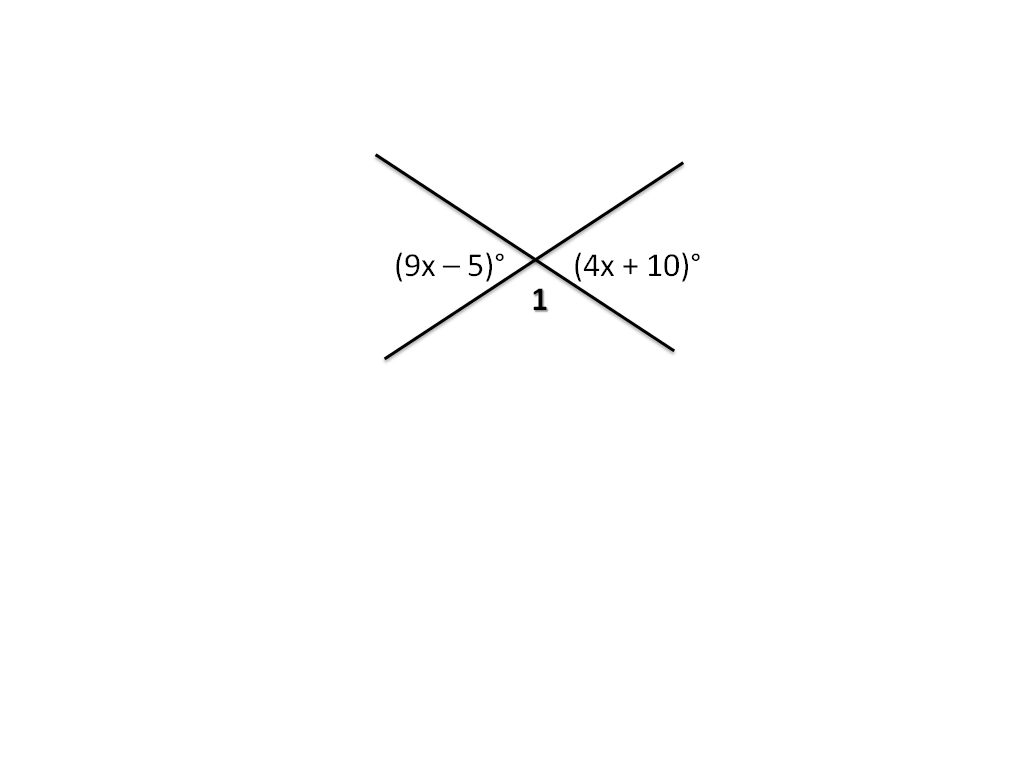 (9x – 5)° (4x + 10)°
1